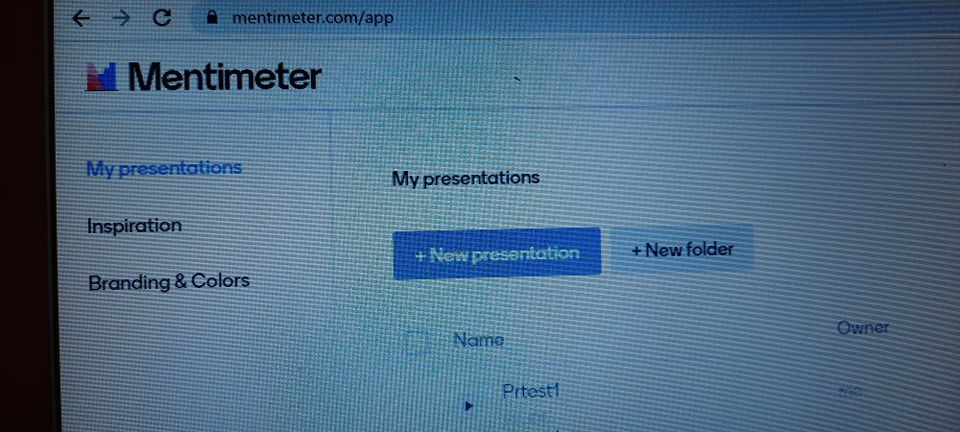 mentimeter.com/app
Mentimeter
My presentations
Inspiration
Branding & Colors
My presentations
+ New presentation
+ New folder
Name
Owner
Prtest1